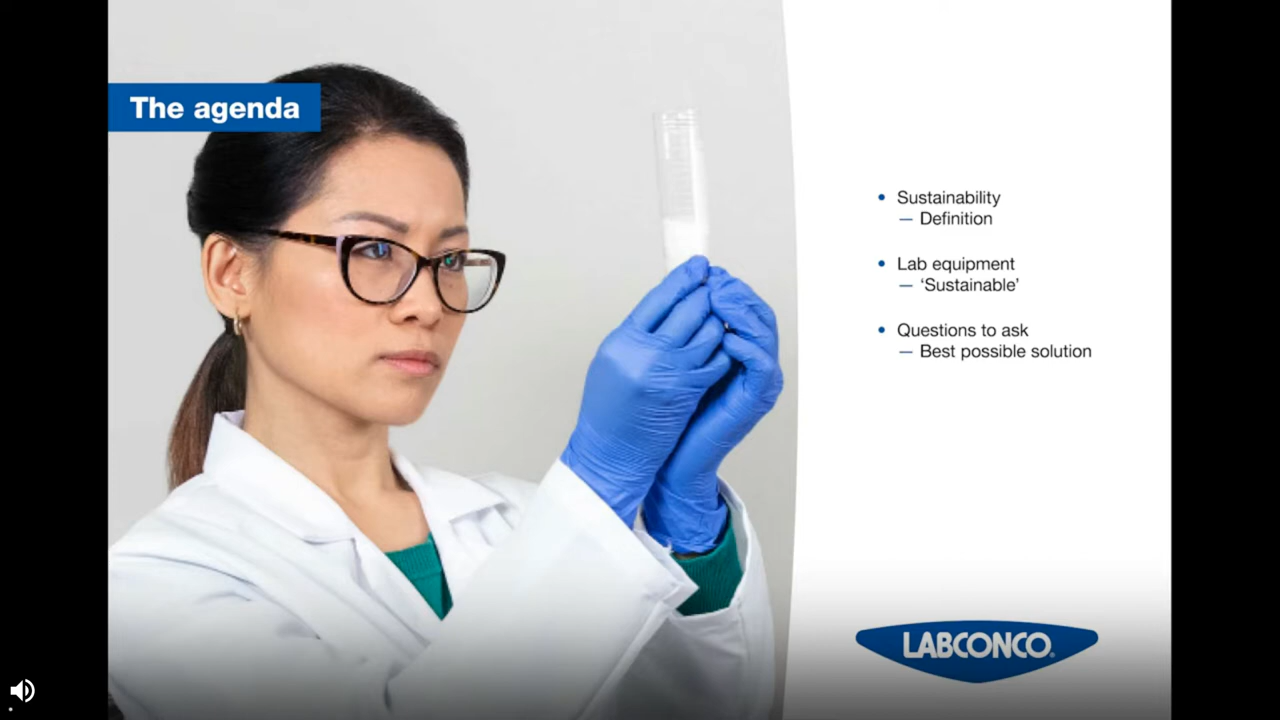 The agenda
• Sustainability
— Definition
• Lab equipment
— ‘Sustainable’
• Questions to ask
— Best possible solution
LABCONCO®